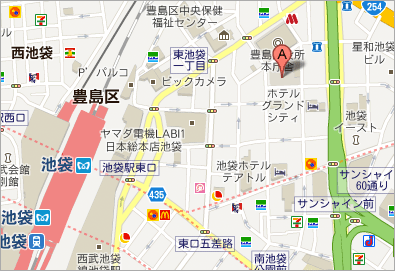 豊島区中央保健
福祉センター
254
西池袋
東池袋
一丁目
豊島
所
本庁舎
A
星和池袋
P'パルコ
ビックカメラ
豊島区
ホテル
グランド
シティ
池袋
イースト
ヤマダ電機LABI1
日本総本店池袋
駅西口
池袋
池袋駅東口
池袋ホテル
テアトル
サンシャイン
60通り
武会館
別館
435
サンシャイン前
池袋
池袋
東口五差路
西武池袋
南池袋
公園前